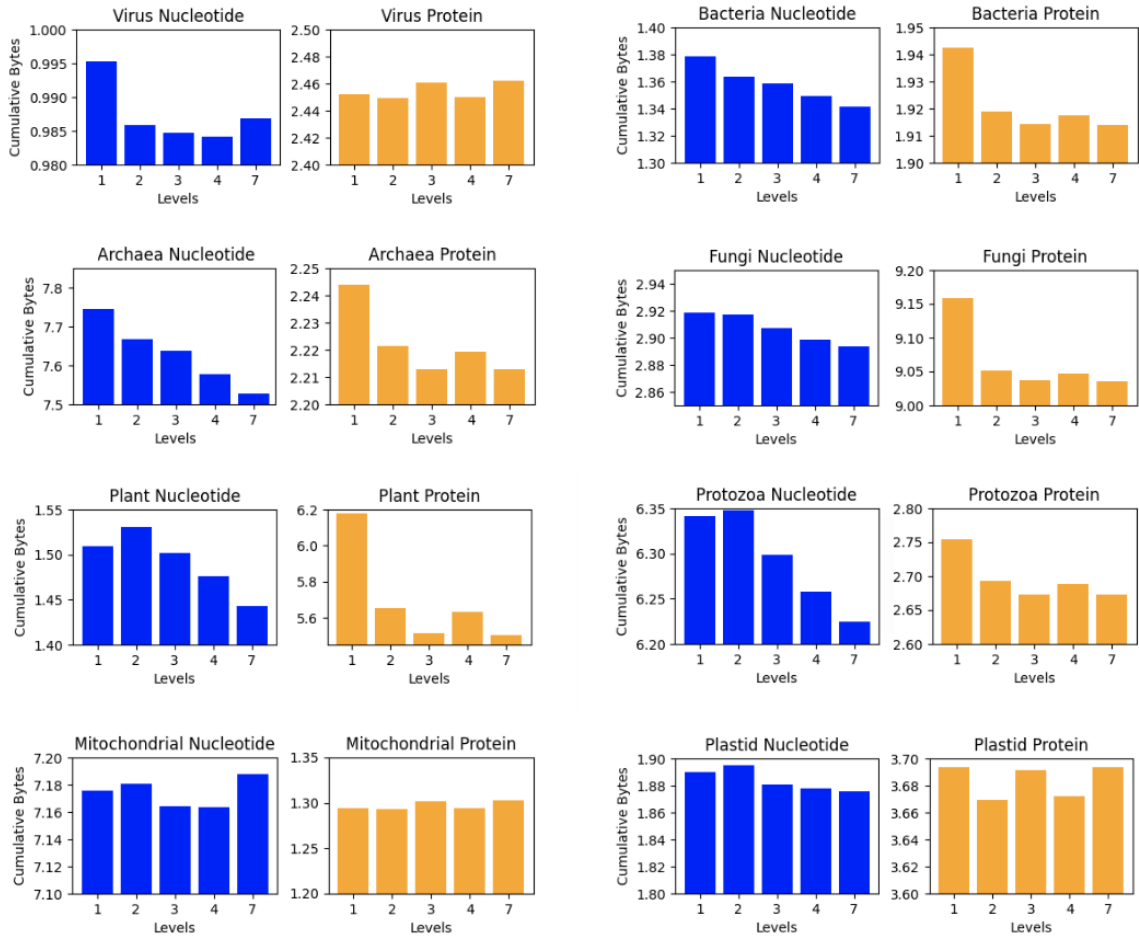 Virus Nucleotide
Cumulative Bytes
1.000
0.995
0.990
0.985
0.980
1 2 3 4 7
Levels
Virus Protein
2.50
2.48
2.46
2.44
2.42
2.40
1 2 3 4 7
Levels
Bacteria Nucleotide
Cumulative Bytes
1.40
1.38
1.36
1.34
1.32
1.30
1 2 3 4 7
Levels
Bacteria Protein
1.95
1.94
1.93
1.92
1.91
1.90
1 2 3 4 7
Levels
Archaea Nucleotide
Cumulative Bytes
7.8
7.7
7.6
7.5
1 2 3 4 7
Levels
Archaea Protein
2.25
2.24
2.23
2.22
2.21
2.20
1 2 3 4 7
Levels
Fungi Nucleotide
Cumulative Bytes
2.94
2.92
2.90
2.88
2.86
1 2 3 4 7
Levels
Fungi Protein
9.20
9.15
9.10
9.05
9.00
1 2 3 4 7
Levels
Plant Nucleotide
Cumulative Bytes
1.55
1.50
1.45
1.40
1 2 3 4 7
Levels
Plant Protein
6.2
6.0
5.8
5.6
1 2 3 4 7
Levels
Protozoa Nucleotide
Cumulative Bytes
6.35
6.30
6.25
6.20
1 2 3 4 7
Levels
Protozoa Protein
2.80
2.75
2.70
2.65
2.60
1 2 3 4 7
Levels
Mitochondrial Nucleotide
Cumulative Bytes
7.20
7.18
7.16
7.14
7.12
7.10
1 2 3 4 7
Levels
Mitochondrial Protein
1.35
1.30
1.25
1.20
1 2 3 4 7
Levels
Plastid Nucleotide
Cumulative Bytes
1.90
1.88
1.86
1.84
1.82
1.80
1 2 3 4 7
Levels
Plastid Protein
3.70
3.68
3.66
3.64
3.62
3.60
1 2 3 4 7
Levels